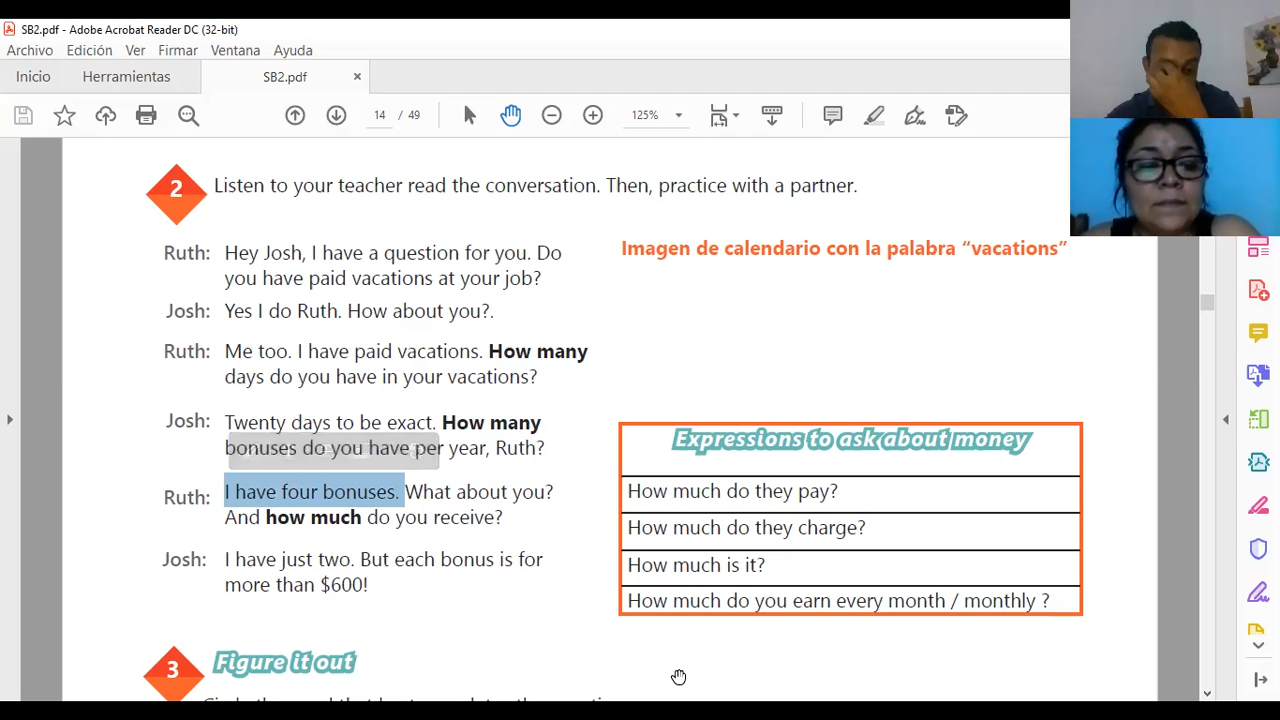 SB2.pdf - Adobe Acrobat Reader DC (32-bit)
Archivo Edición Ver Firmar Ventana Ayuda
Inicio Herramientas SB2.pdf ×
14 / 49 125%
2 Listen to your teacher read the conversation. Then, practice with a partner.
Imagen de calendario con la palabra “vacations”
Ruth: Hey Josh, I have a question for you. Do
you have paid vacations at your job?
Josh: Yes I do Ruth. How about you?.
Ruth: Me too. I have paid vacations. How many
days do you have in your vacations?
Josh: Twenty days to be exact. How many
bonuses do you have per year, Ruth?
Ruth: I have four bonuses. What about you?
And how much do you receive?
Josh: I have just two. But each bonus is for
more than $600!
Expressions to ask about money
How much do they pay?
How much do they charge?
How much is it?
How much do you earn every month / monthly ?
3 Figure it out